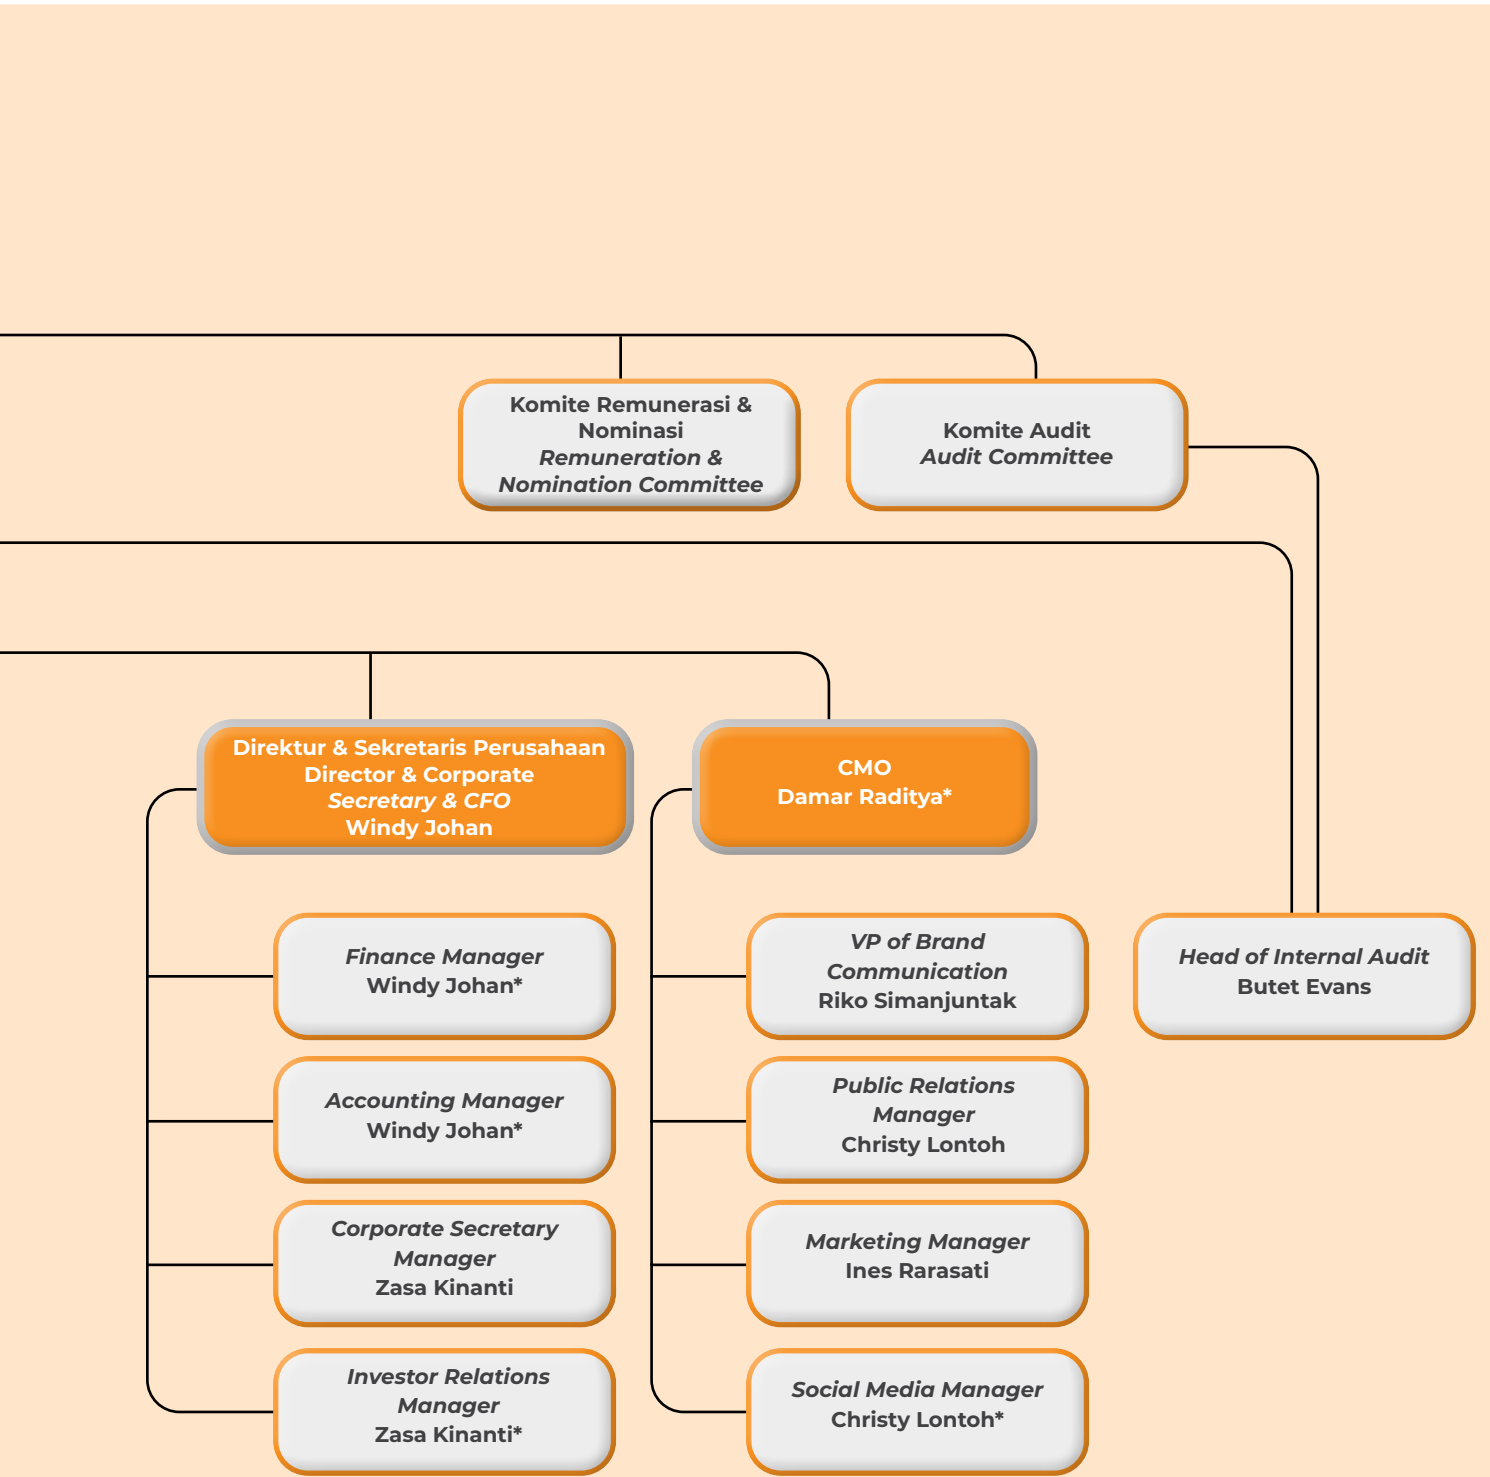 Komite Remunerasi &
Nominasi
Remuneration &
Nomination Committee
Komite Audit
Audit Committee
Direktur & Sekretaris Perusahaan
Director & Corporate
Secretary & CFO
Windy Johan
CMO
Damar Raditya*
Finance Manager
Windy Johan*
Accounting Manager
Windy Johan*
Corporate Secretary
Manager
Zasa Kinanti
Investor Relations
Manager
Zasa Kinanti*
VP of Brand
Communication
Riko Simanjuntak
Public Relations
Manager
Christy Lontoh
Marketing Manager
Ines Rarasati
Social Media Manager
Christy Lontoh*
Head of Internal Audit
Butet Evans